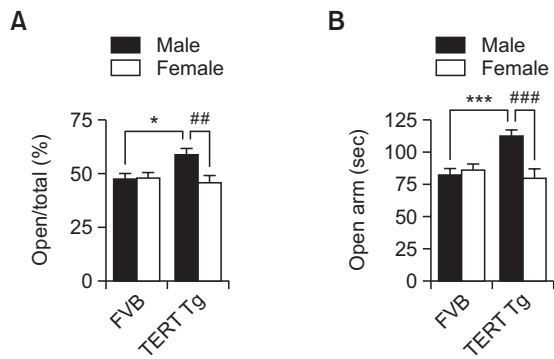 A
Male
Female
Open/total (%)
75
50
25
0
*
##
FVB
TERT Tg
B
Male
Female
Open arm (sec)
125
100
75
50
25
0
***
###
FVB
TERT Tg